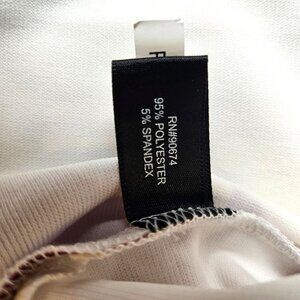 RN#90674
95% POLYESTER
5% SPANDEX